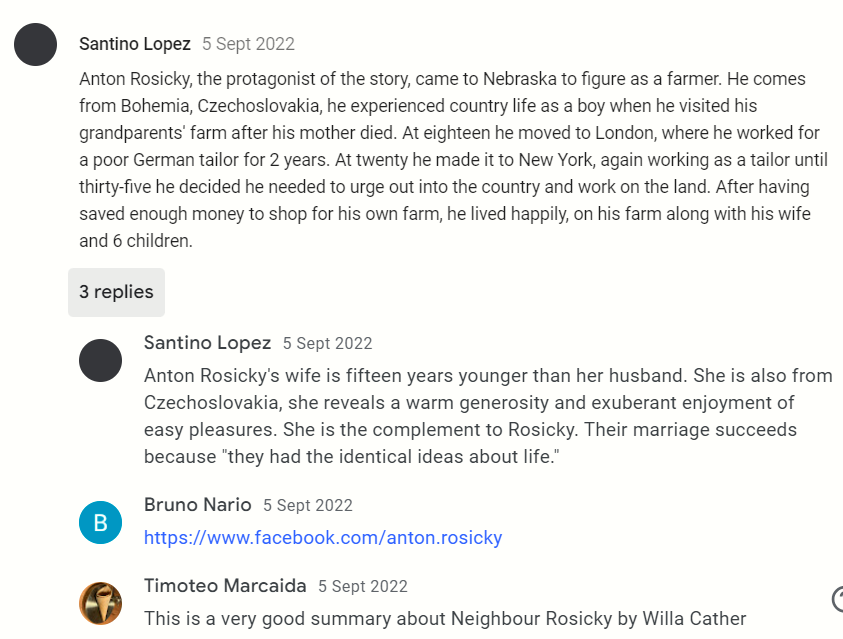 Santino Lopez 5 Sept 2022
Anton Rosicky, the protagonist of the story, came to Nebraska to figure as a farmer. He comes
from Bohemia, Czechoslovakia, he experienced country life as a boy when he visited his
grandparents' farm after his mother died. At eighteen he moved to London, where he worked for
a poor German tailor for 2 years. At twenty he made it to New York, again working as a tailor until
thirty-five he decided he needed to urge out into the country and work on the land. After having
saved enough money to shop for his own farm, he lived happily, on his farm along with his wife
and 6 children.
3 replies
Santino Lopez 5 Sept 2022
Anton Rosicky's wife is fifteen years younger than her husband. She is also from
Czechoslovakia, she reveals a warm generosity and exuberant enjoyment of
easy pleasures. She is the complement to Rosicky. Their marriage succeeds
because "they had the identical ideas about life."
Bruno Nario 5 Sept 2022
B
https://www.facebook.com/anton.rosicky
Timoteo Marcaida 5 Sept 2022
This is a very good summary about Neighbour Rosicky by Willa Cather